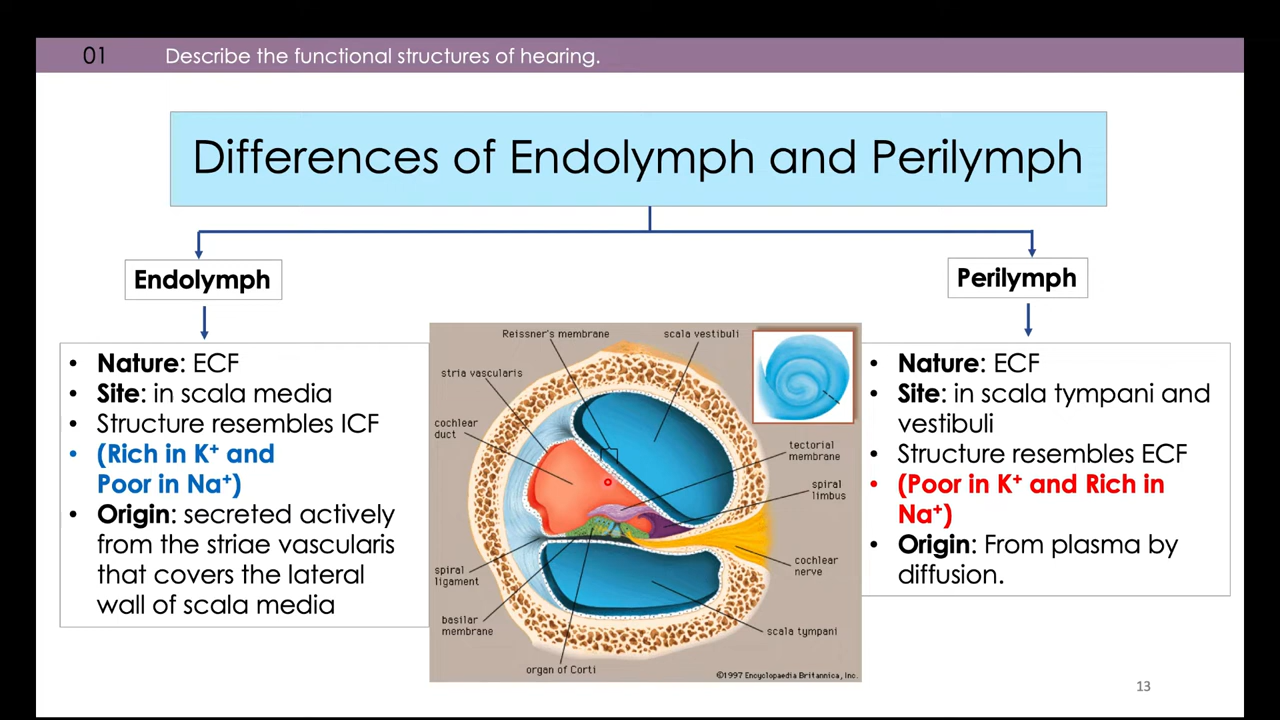 01
Describe the functional structures of hearing.
Differences of Endolymph and Perilymph
Endolymph
• Nature: ECF
• Site: in scala media
• Structure resembles ICF
• (Rich in K⁺ and
Poor in Na⁺)
• Origin: secreted actively
from the striae vascularis
that covers the lateral
wall of scala media
Reissner's membrane
scala vestibuli
stria vascularis
cochlear
duct
tectorial
membrane
spiral
limbus
cochlear
nerve
spiral
ligament
basilar
membrane
scala tympani
organ of Corti
©1997 Encyclopaedia Britannica, Inc.
Perilymph
• Nature: ECF
• Site: in scala tympani and
vestibuli
• Structure resembles ECF
• (Poor in K⁺ and Rich in
Na⁺)
• Origin: From plasma by
diffusion.
13